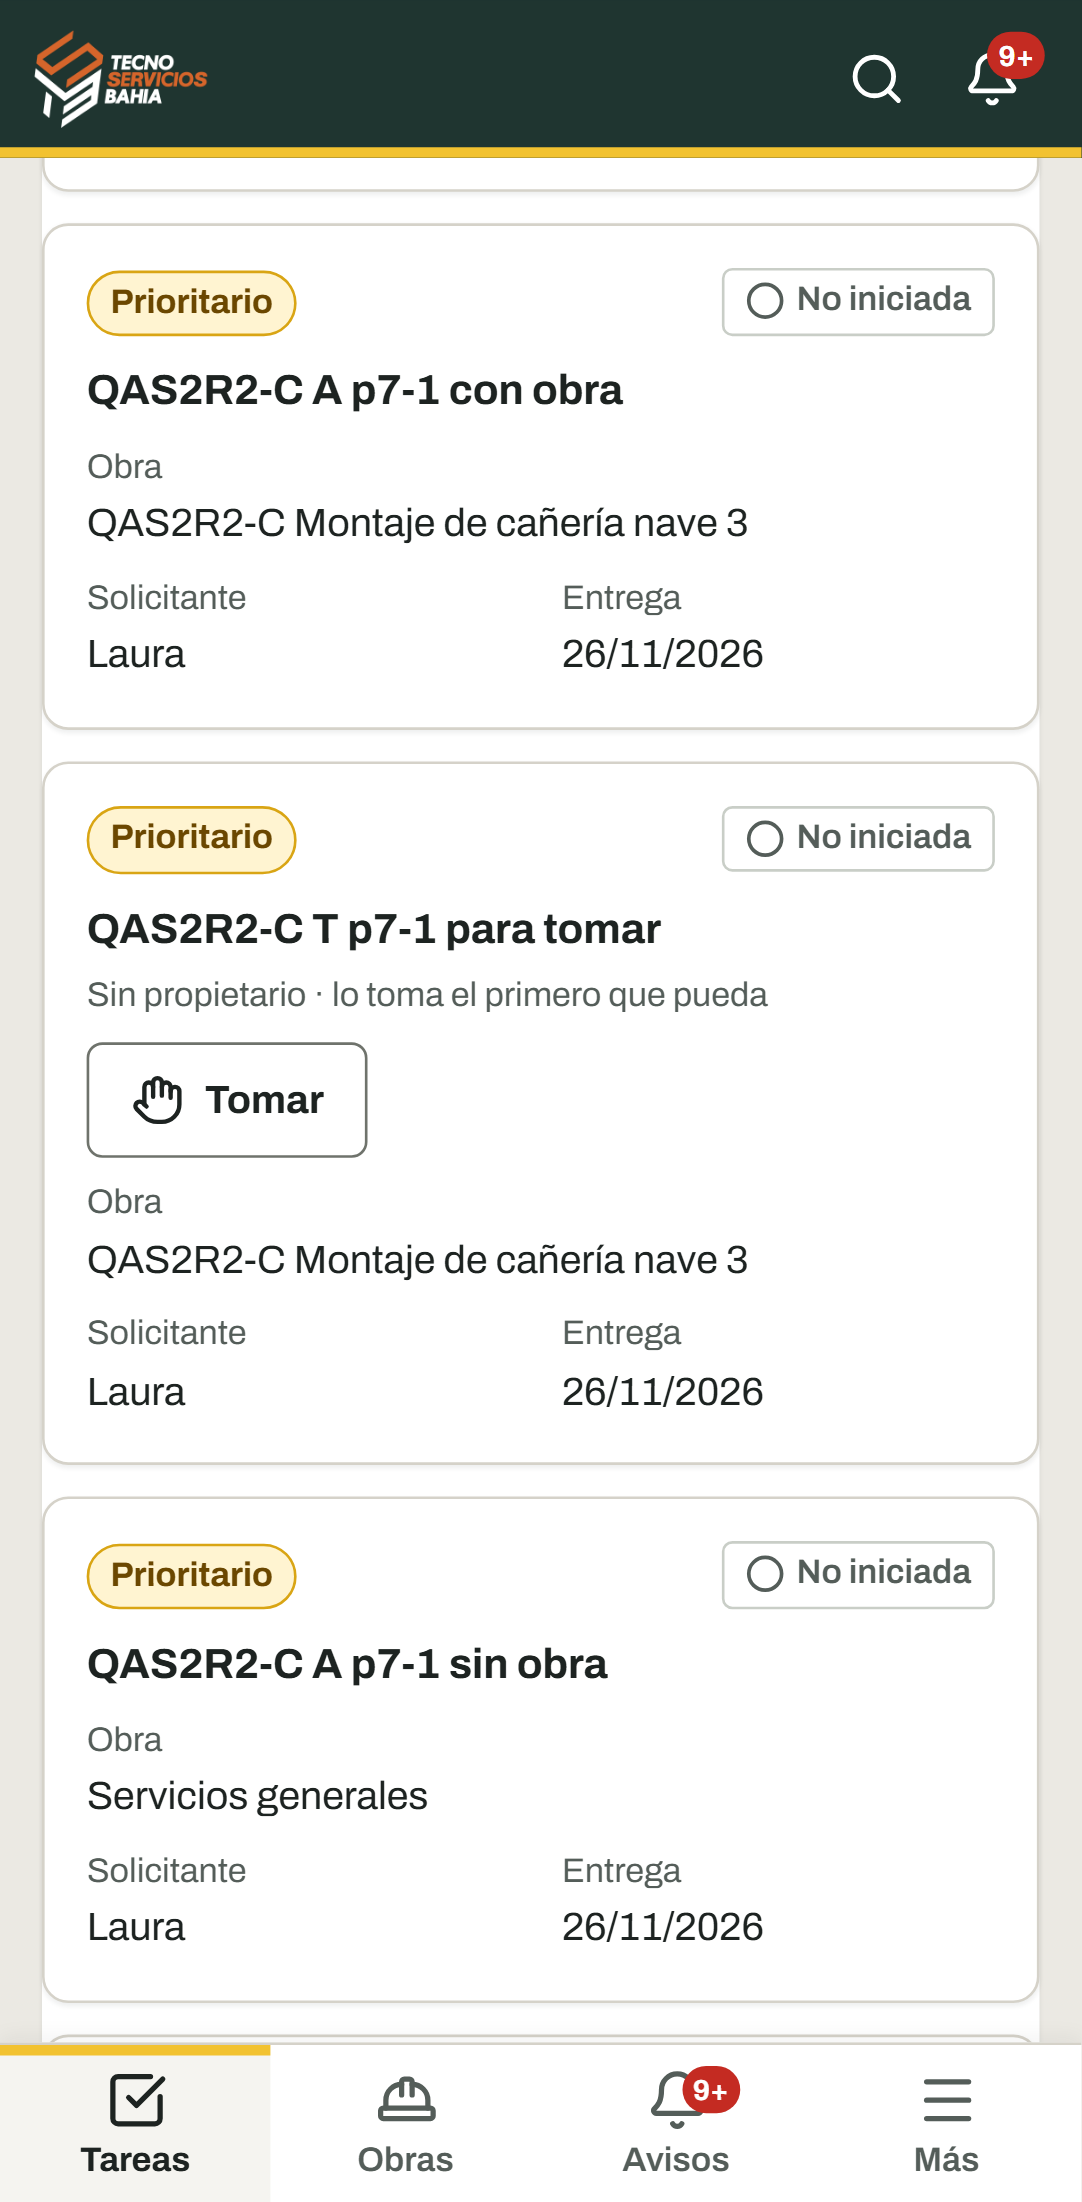 TECNO
SERVICIOS
BAHIA
9+
Prioritario
No iniciada
QAS2R2-C A p7-1 con obra
Obra
QAS2R2-C Montaje de cañería nave 3
Solicitante
Entrega
Laura
26/11/2026
Prioritario
No iniciada
QAS2R2-C T p7-1 para tomar
Sin propietario · lo toma el primero que pueda
Tomar
Obra
QAS2R2-C Montaje de cañería nave 3
Solicitante
Entrega
Laura
26/11/2026
Prioritario
No iniciada
QAS2R2-C A p7-1 sin obra
Obra
Servicios generales
Solicitante
Entrega
Laura
26/11/2026
9+
Tareas
Obras
Avisos
Más